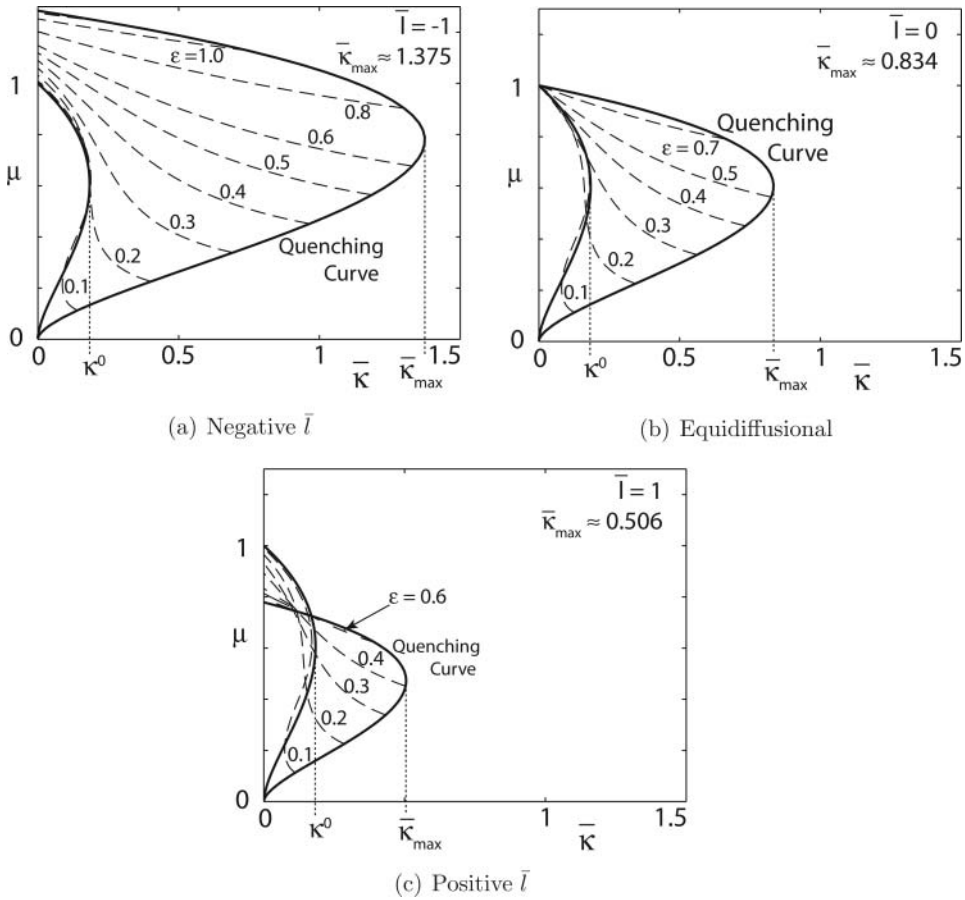 l̄ = -1
κ̄max ≈ 1.375
ε = 1.0
0.8
0.6
0.5
0.4
0.3
0.2
0.1
Quenching
Curve
1
μ
0
0
0.5
1
1.5
κ⁰
κ̄
κ̄max
(a) Negative l̄
l̄ = 0
κ̄max ≈ 0.834
Quenching
Curve
ε = 0.7
0.5
0.4
0.3
0.2
0.1
1
μ
0
0
0.5
1
1.5
κ⁰
κ̄max
κ̄
(b) Equidiffusional
l̄ = 1
κ̄max ≈ 0.506
ε = 0.6
Quenching
Curve
0.4
0.3
0.2
0.1
1
μ
0
0
0.5
1
1.5
κ⁰
κ̄max
κ̄
(c) Positive l̄